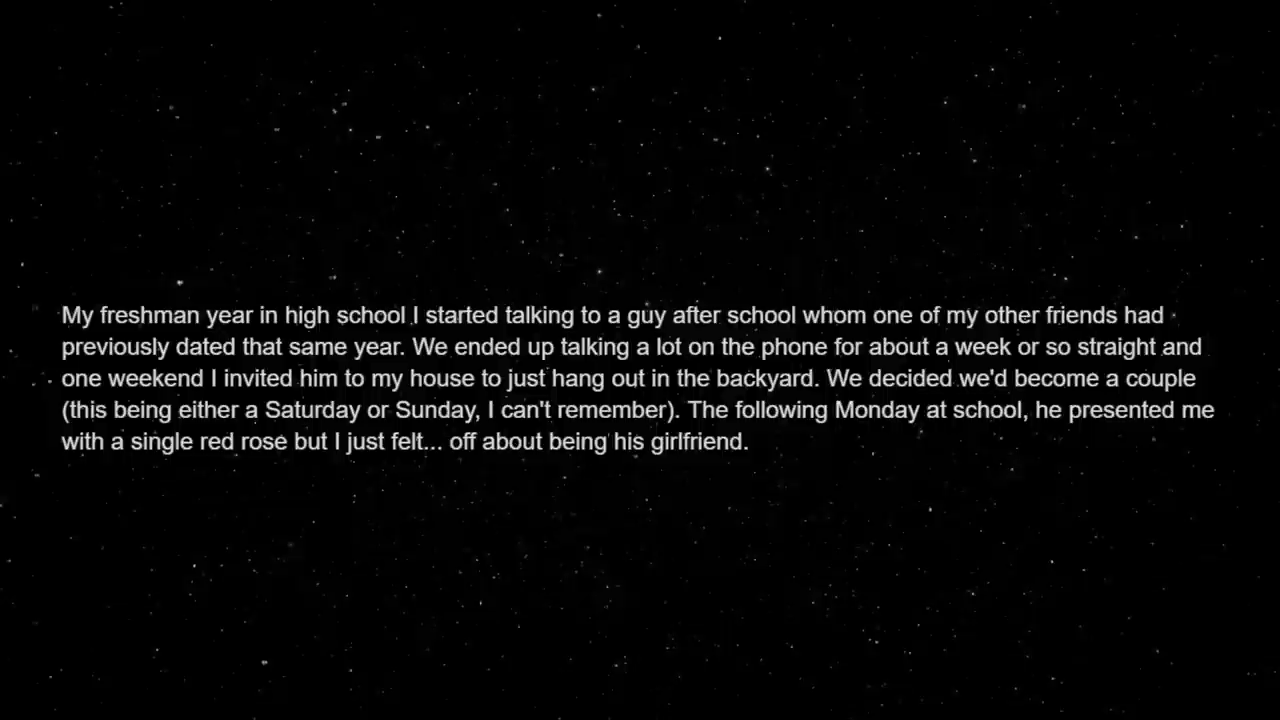 My freshman year in high school I started talking to a guy after school whom one of my other friends had
previously dated that same year. We ended up talking a lot on the phone for about a week or so straight and
one weekend I invited him to my house to just hang out in the backyard. We decided we'd become a couple
(this being either a Saturday or Sunday, I can't remember). The following Monday at school, he presented me
with a single red rose but I just felt... off about being his girlfriend.